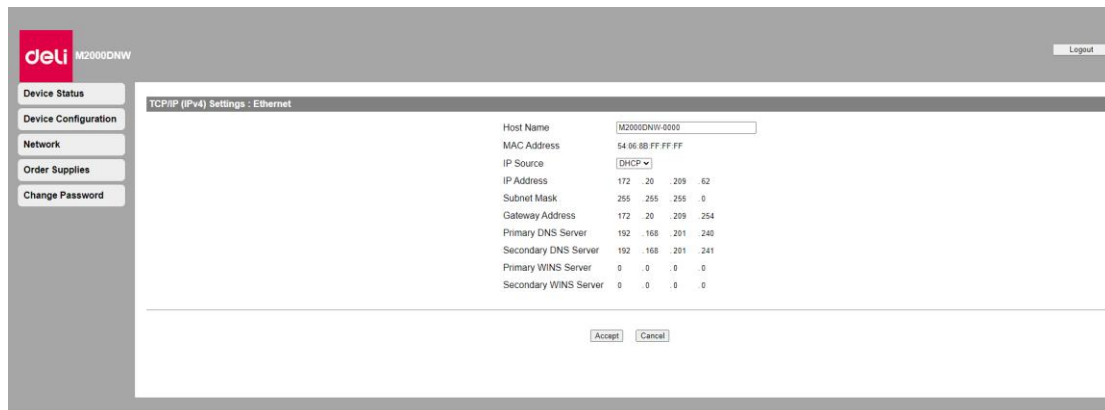 deli M2000DNW
Logout
Device Status
Device Configuration
Network
Order Supplies
Change Password
TCP/IP (IPv4) Settings : Ethernet
Host Name M2000DNW-0000
MAC Address 54:06:8B:FF:FF:FF
IP Source DHCP
IP Address 172 .20 .209 .62
Subnet Mask 255 .255 .255 .0
Gateway Address 172 .20 .209 .254
Primary DNS Server 192 .168 .201 .240
Secondary DNS Server 192 .168 .201 .241
Primary WINS Server 0 .0 .0 .0
Secondary WINS Server 0 .0 .0 .0
Accept Cancel